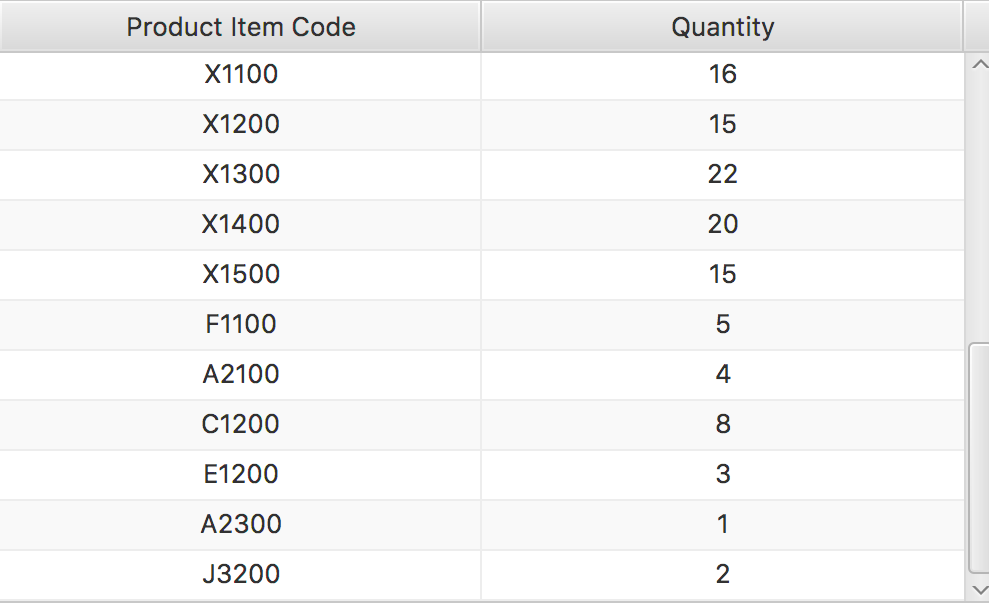 Product Item Code Quantity
X1100 16
X1200 15
X1300 22
X1400 20
X1500 15
F1100 5
A2100 4
C1200 8
E1200 3
A2300 1
J3200 2